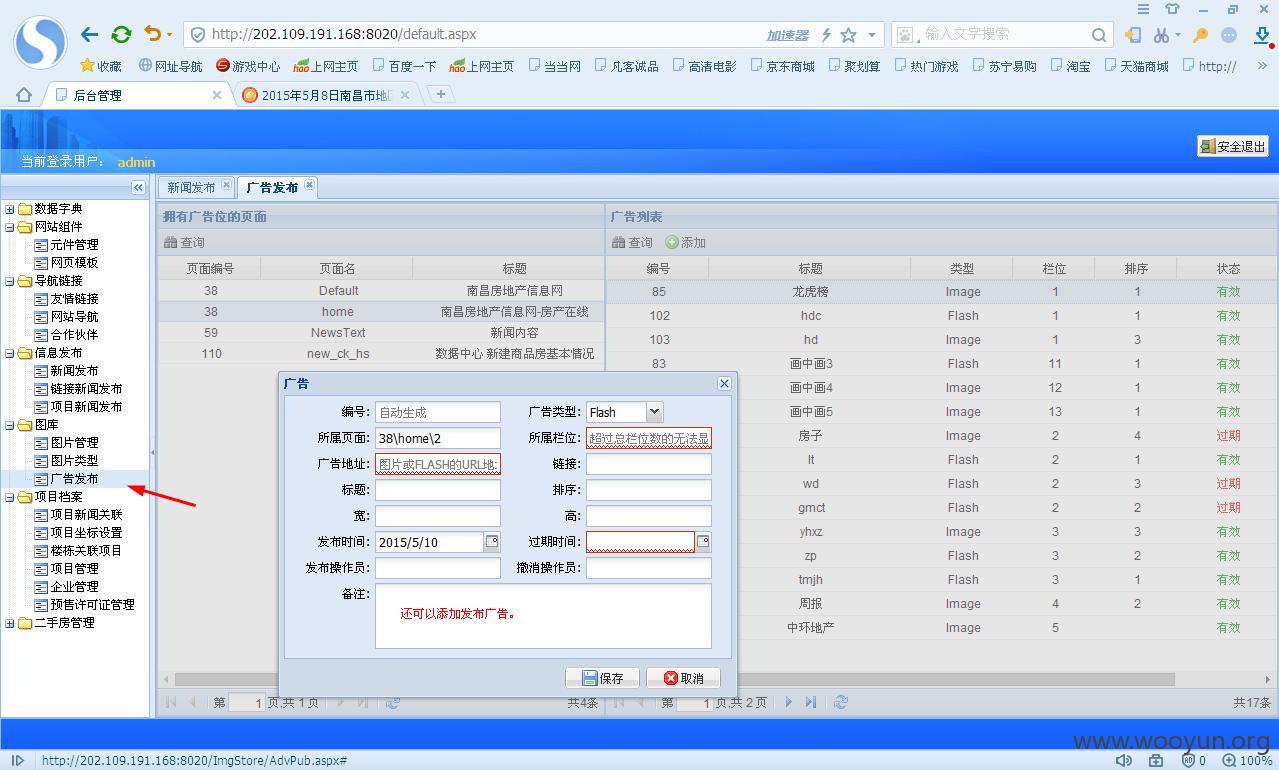 http://202.109.191.168:8020/default.aspx
加速器
输入文字搜索
收藏 网址导航 游戏中心 hao 上网主页 百度一下 hao 上网主页 当当网 凡客诚品 高清电影 京东商城 聚划算 热门游戏 苏宁易购 淘宝 天猫商城 http://
后台管理
2015年5月8日南昌市地
当前登录用户： admin
安全退出
数据字典
网站组件
元件管理
网页模板
导航链接
友情链接
网站导航
合作伙伴
信息发布
新闻发布
链接新闻发布
项目新闻发布
图库
图片管理
图片类型
广告发布
项目档案
项目新闻关联
项目坐标设置
楼栋关联项目
项目管理
企业管理
预售许可证管理
二手房管理
新闻发布 广告发布
拥有广告位的页面
查询
页面编号 页面名 标题
38 Default 南昌房地产信息网
38 home 南昌房地产信息网-房产在线
59 NewsText 新闻内容
110 new_ck_hs 数据中心 新建商品房基本情况
第 1 页,共 1 页 共4条
广告列表
查询 添加
编号 标题 类型 栏位 排序 状态
85 龙虎榜 Image 1 1 有效
102 hdc Flash 1 1 有效
103 hd Image 1 3 有效
83 画中画3 Flash 11 1 有效
画中画4 Image 12 1 有效
画中画5 Image 13 1 有效
房子 Image 2 4 过期
lt Flash 2 1 有效
wd Flash 2 3 过期
gmct Flash 2 2 过期
yhxz Image 3 3 有效
zp Flash 3 2 有效
tmjh Flash 3 1 有效
周报 Image 4 2 有效
中环地产 Image 5 有效
第 1 页,共 2 页 共17条
广告
编号: 自动生成 广告类型: Flash
所属页面: 38\home\2 所属栏位: 超过总栏位数的无法显
广告地址: 图片或FLASH的URL地 链接:
标题: 排序:
宽: 高:
发布时间: 2015/5/10 过期时间:
发布操作员: 撤消操作员:
备注:
还可以添加发布广告。
保存 取消
www.wooyun.org
http://202.109.191.168:8020/ImgStore/AdvPub.aspx#
0 100%